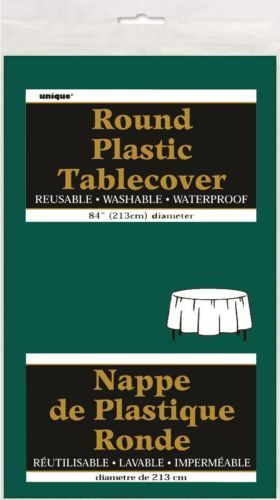 unique
Round
Plastic
Tablecover
REUSABLE • WASHABLE • WATERPROOF
84" (213cm) diameter
Nappe
de Plastique
Ronde
RÉUTILISABLE • LAVABLE • IMPERMÉABLE
diametre de 213 cm